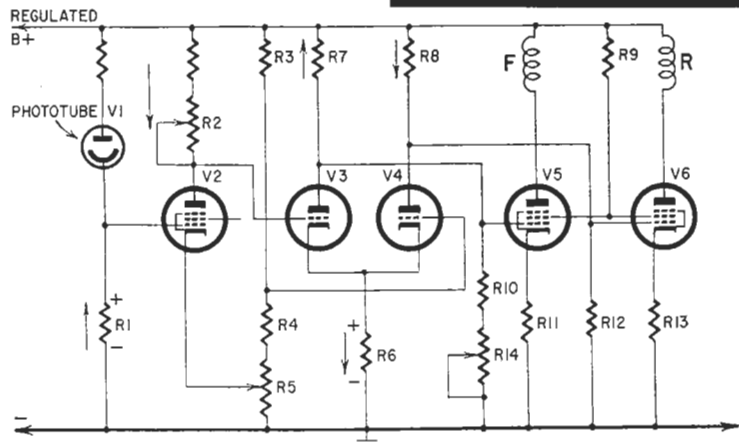 REGULATED
B+
R3
R7
R8
F
R9
R
PHOTOTUBE V1
R2
V2
V3
V4
V5
V6
+
R1
-
R4
R5
+
R6
-
R10
R14
R11
R12
R13
-